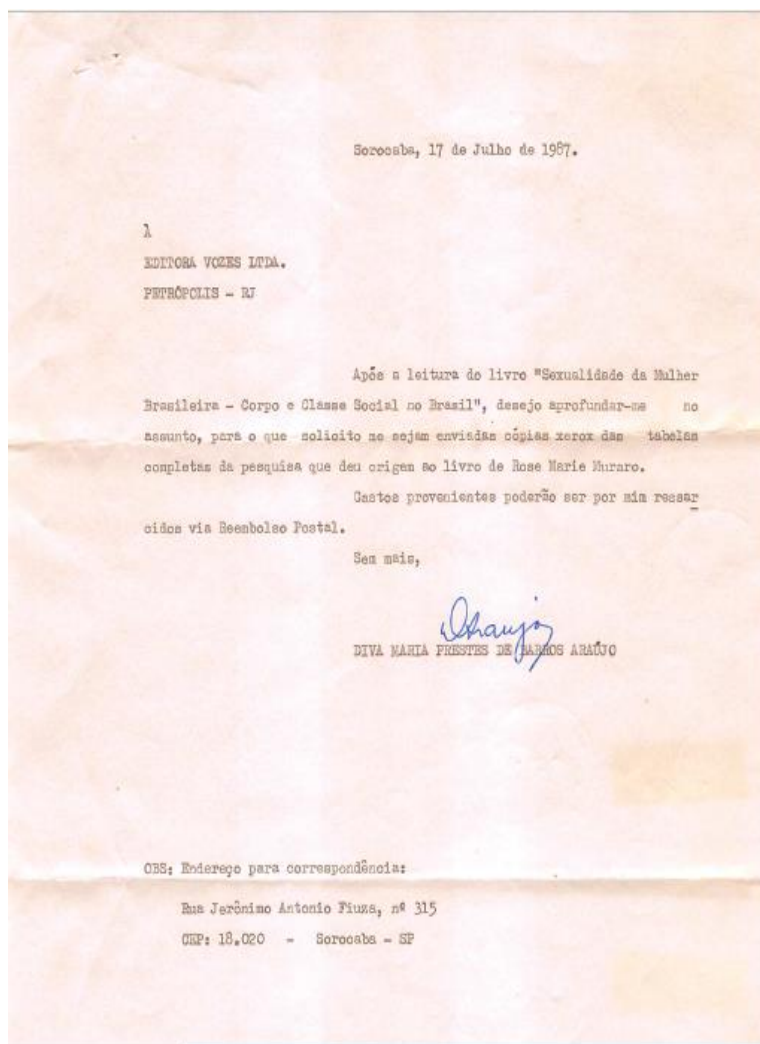 Sorocaba, 17 de Julho de 1987.
À
EDITORA VOZES LTDA.
PETRÓPOLIS - RJ
Após a leitura do livro "Sexualidade da Mulher
Brasileira - Corpo e Classe Social no Brasil", desejo aprofundar-me no
assunto, para o que solicito me sejam enviadas cópias xerox das tabelas
completas da pesquisa que deu origem ao livro de Rose Marie Muraro.
Gastos provenientes poderão ser por mim ressar
cidos via Reembolso Postal.
Sem mais,
DAraujo
DIVA MARIA PRESTES DE BARROS ARAÚJO
OBS: Endereço para correspondência:
Rua Jerônimo Antonio Fiuza, nº 315
CEP: 18.020 - Sorocaba - SP